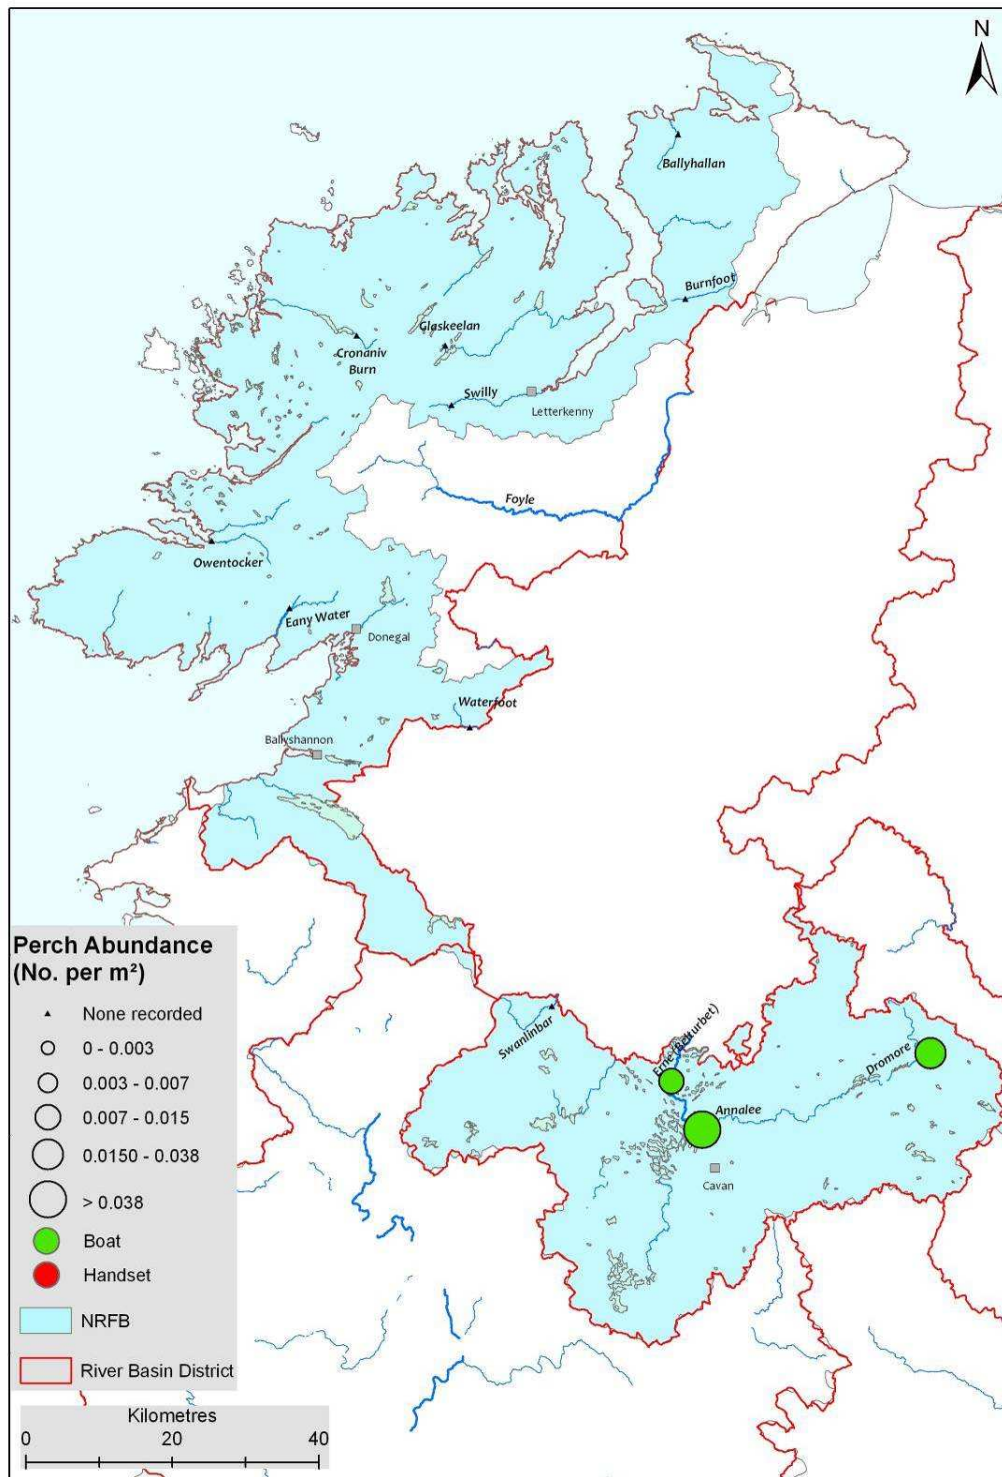 N
Ballyhallan
Burnfoot
Glaskeelan
Cronaniv
Burn
Swilly
Letterkenny
Foyle
Owentocker
Eany Water
Donegal
Waterfoot
Ballyshannon
Perch Abundance
(No. per m²)
None recorded
0 - 0.003
0.003 - 0.007
0.007 - 0.015
0.0150 - 0.038
> 0.038
Boat
Handset
NRFB
River Basin District
Swanlinbar
Erne (Belturbet)
Dromore
Annalee
Cavan
Kilometres
0 20 40